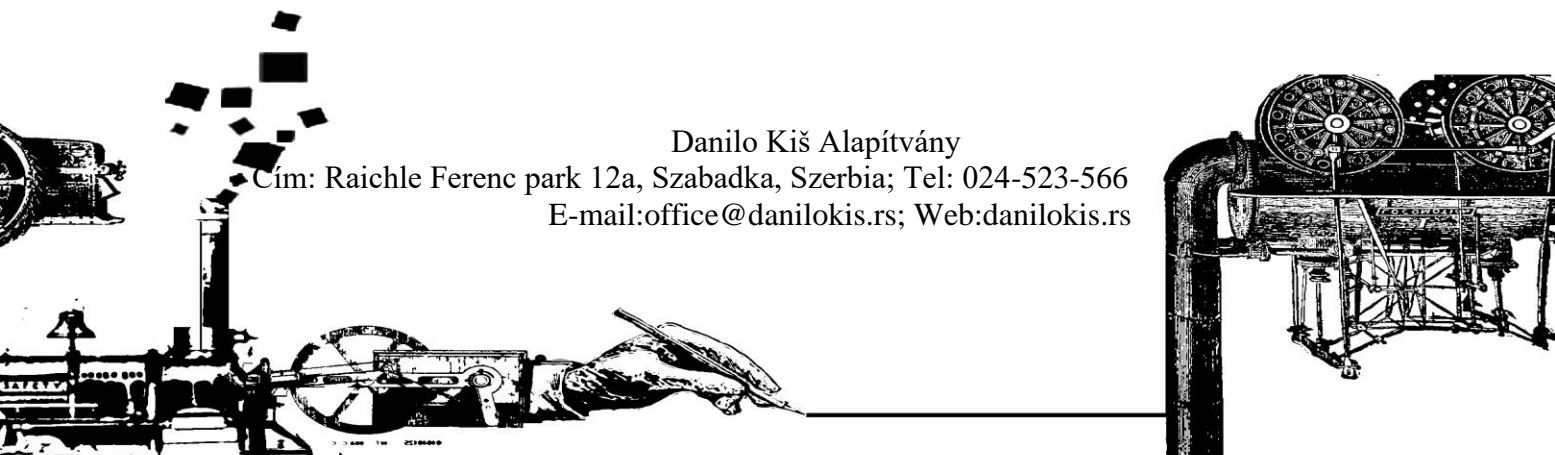 Danilo Kiš Alapítvány
Cím: Raichle Ferenc park 12a, Szabadka, Szerbia; Tel: 024-523-566
E-mail:office@danilokis.rs; Web:danilokis.rs
SAFETY